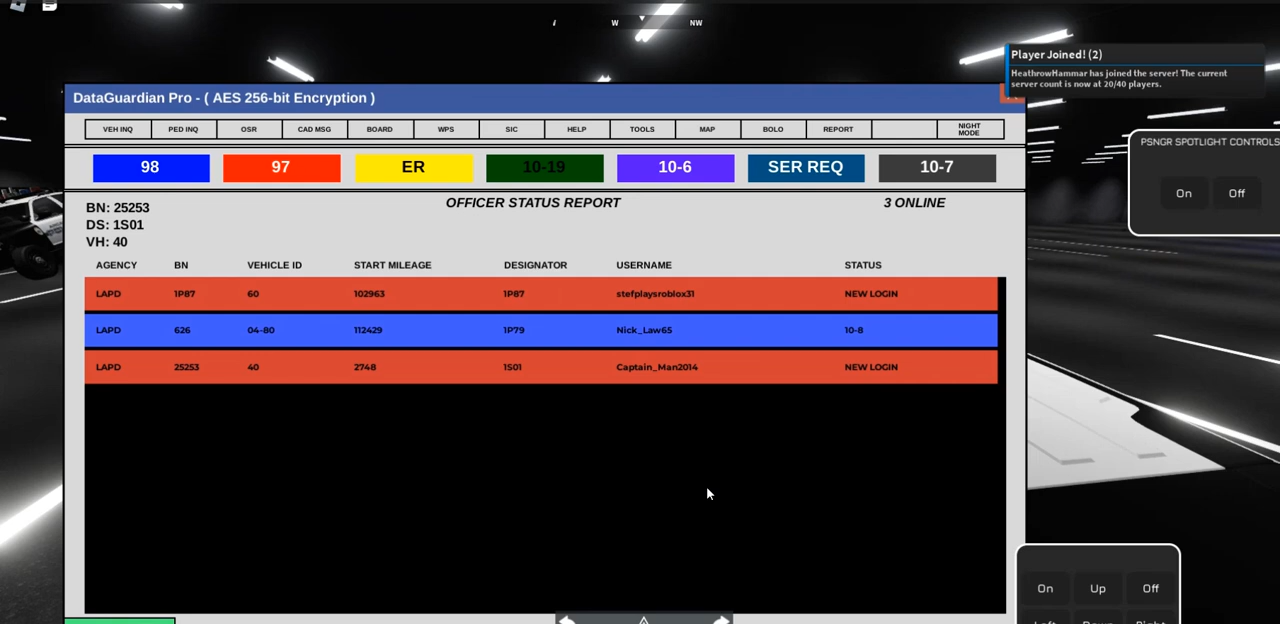 W NW
Player Joined! (2)
HeathrowHammar has joined the server! The current
server count is now at 20/40 players.
DataGuardian Pro - ( AES 256-bit Encryption )
VEH INQ PED INQ OSR CAD MSG BOARD WPS SIC HELP TOOLS MAP BOLO REPORT NIGHT
MODE
PSNGR SPOTLIGHT CONTROLS
98 97 ER 10-19 10-6 SER REQ 10-7
On Off
BN: 25253 OFFICER STATUS REPORT 3 ONLINE
DS: 1S01
VH: 40
AGENCY BN VEHICLE ID START MILEAGE DESIGNATOR USERNAME STATUS
LAPD 1P87 60 102963 1P87 stefplaysroblox31 NEW LOGIN
LAPD 626 04-80 112429 1P79 Nick_Law65 10-8
LAPD 25253 40 2748 1S01 Captain_Man2014 NEW LOGIN
On Up Off